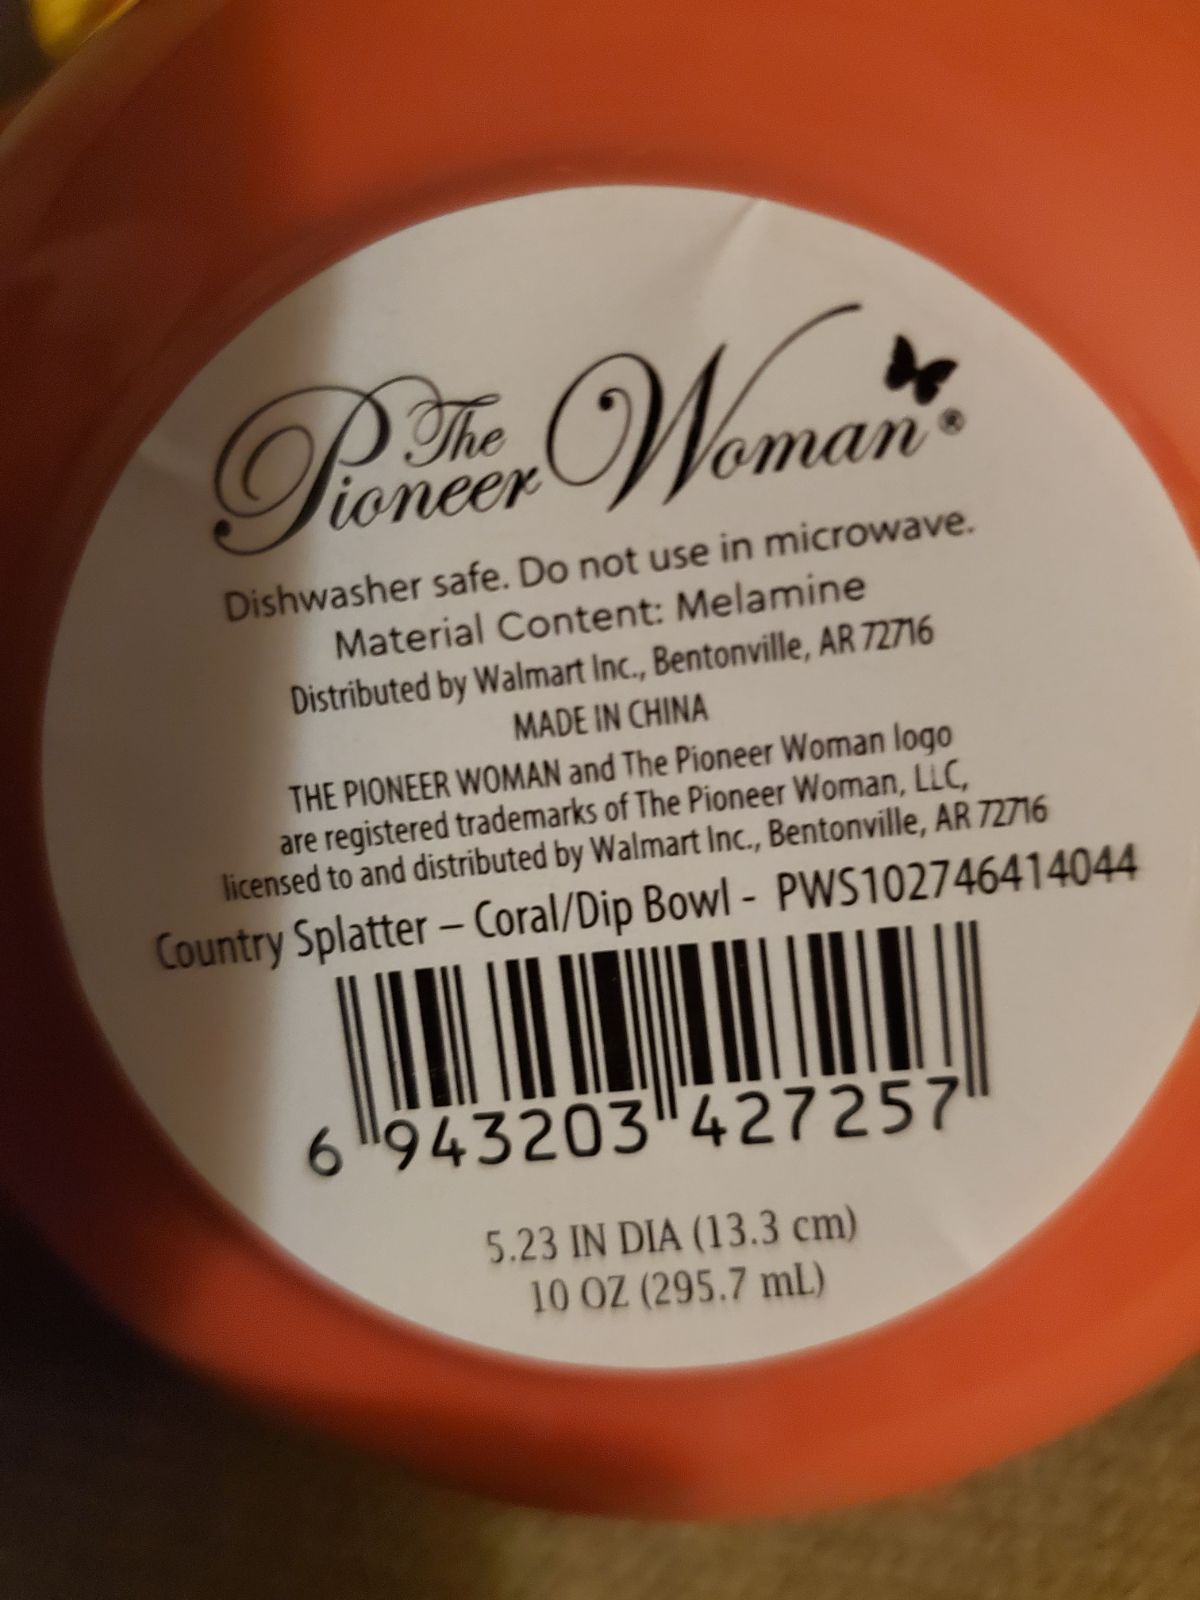 The Pioneer Woman®
Dishwasher safe. Do not use in microwave.
Material Content: Melamine
Distributed by Walmart Inc., Bentonville, AR 72716
MADE IN CHINA
THE PIONEER WOMAN and The Pioneer Woman logo
are registered trademarks of The Pioneer Woman, LLC,
licensed to and distributed by Walmart Inc., Bentonville, AR 72716
Country Splatter – Coral/Dip Bowl - PWS102746414044
6 943203 427257
5.23 IN DIA (13.3 cm)
10 OZ (295.7 mL)